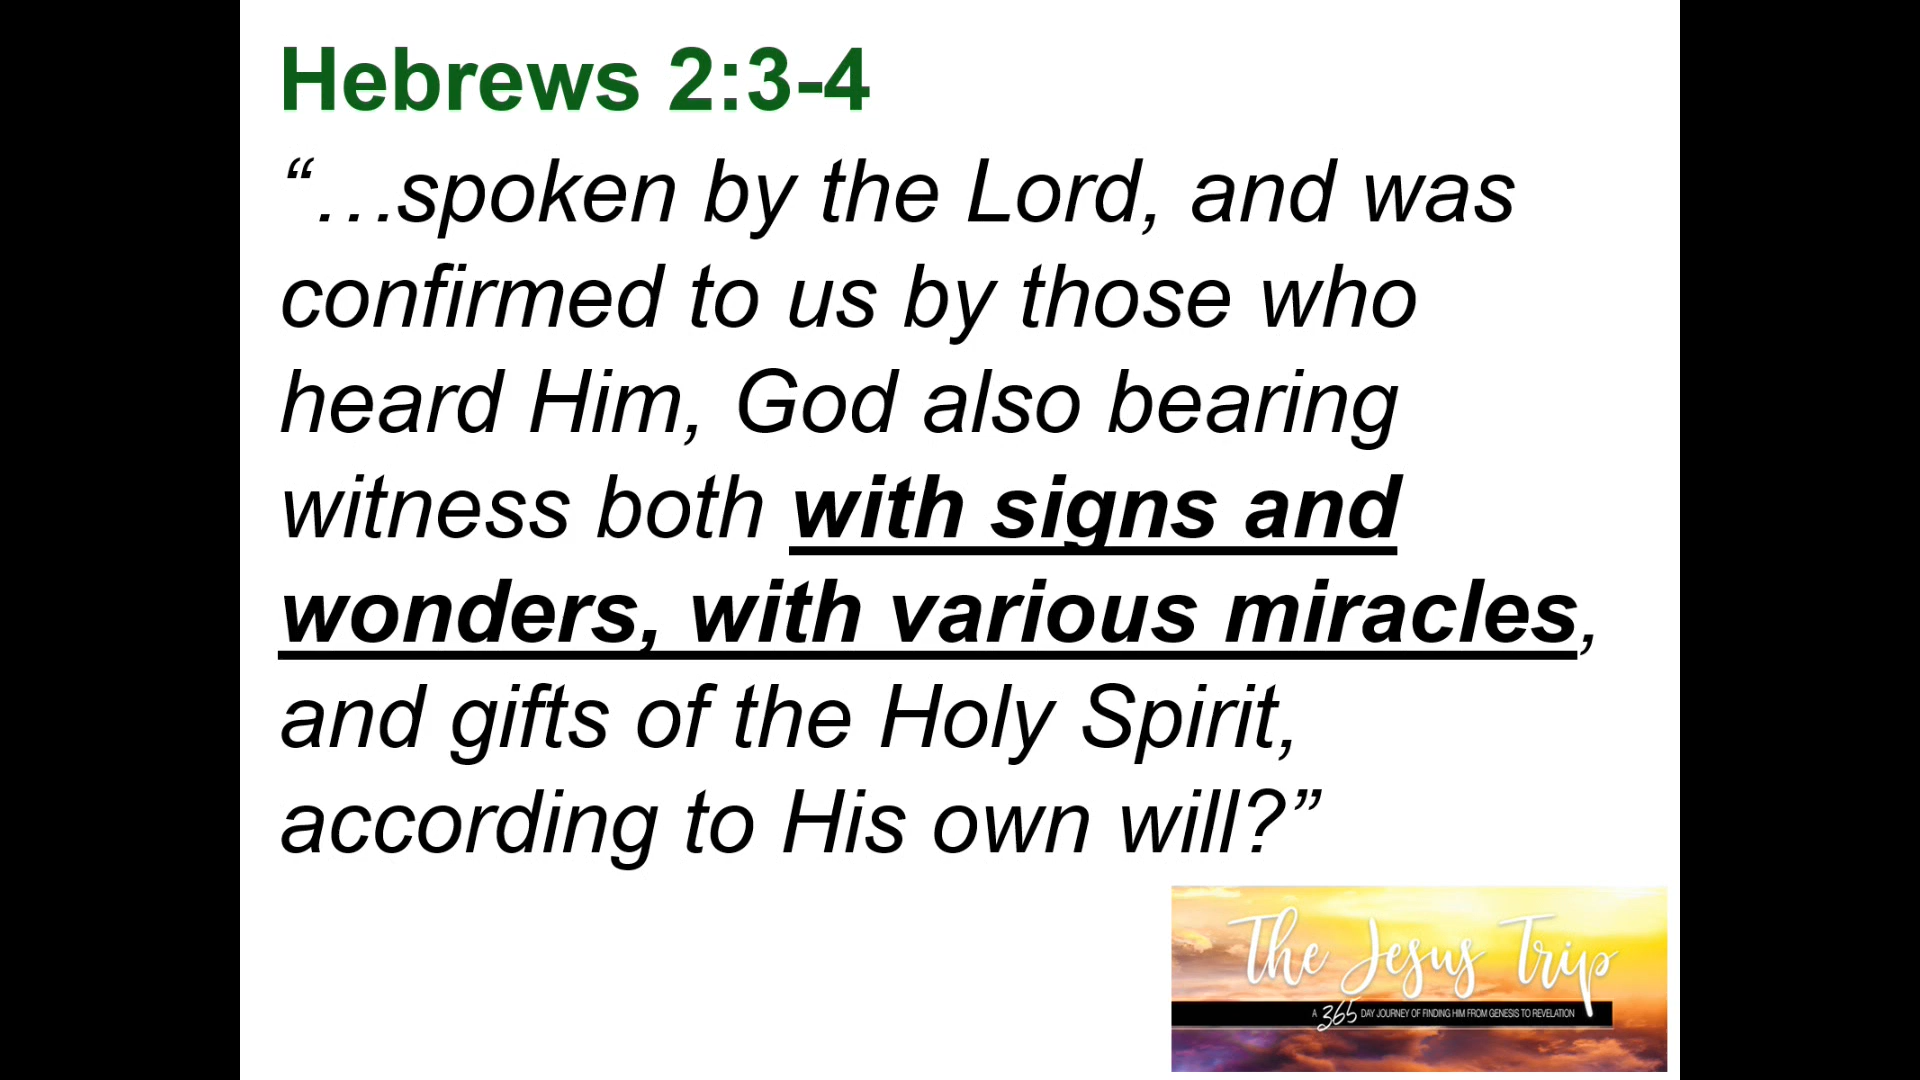 Hebrews 2:3-4
“…spoken by the Lord, and was
confirmed to us by those who
heard Him, God also bearing
witness both with signs and
wonders, with various miracles,
and gifts of the Holy Spirit,
according to His own will?”
The Jesus Trip
A 365 DAY JOURNEY OF FINDING HIM FROM GENESIS TO REVELATION